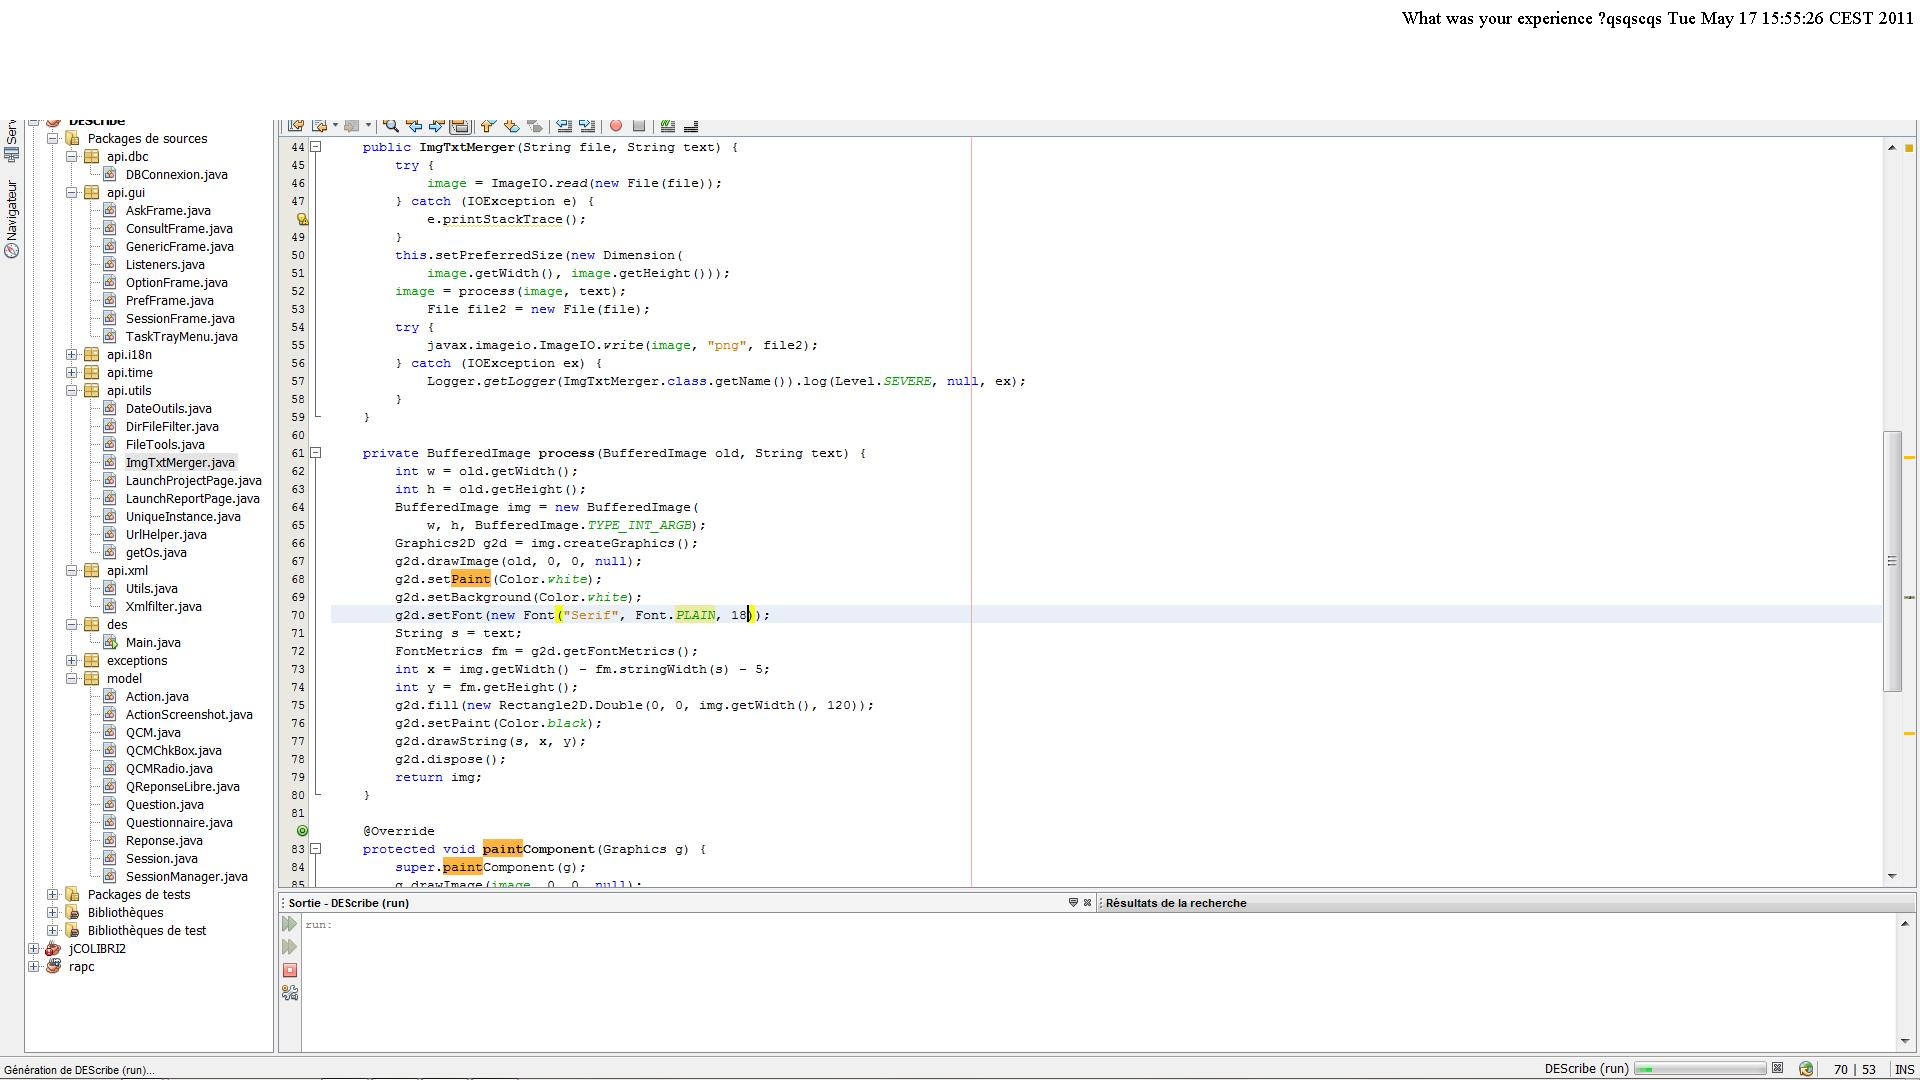 What was your experience ?qsqscqs Tue May 17 15:55:26 CEST 2011
DEScribe
Packages de sources
api.dbc
DBConnexion.java
api.gui
AskFrame.java
ConsultFrame.java
GenericFrame.java
Listeners.java
OptionFrame.java
PrefFrame.java
SessionFrame.java
TaskTrayMenu.java
api.i18n
api.time
api.utils
DateOutils.java
DirFileFilter.java
FileTools.java
ImgTxtMerger.java
LaunchProjectPage.java
LaunchReportPage.java
UniqueInstance.java
UrlHelper.java
getOs.java
api.xml
Utils.java
Xmlfilter.java
des
Main.java
exceptions
model
Action.java
ActionScreenshot.java
QCM.java
QCMChkBox.java
QCMRadio.java
QReponseLibre.java
Question.java
Questionnaire.java
Reponse.java
Session.java
SessionManager.java
Packages de tests
Bibliothèques
Bibliothèques de test
jCOLIBRI2
rapc
Serv
Navigateur
44 public ImgTxtMerger(String file, String text) {
45 try {
46 image = ImageIO.read(new File(file));
47 } catch (IOException e) {
e.printStackTrace();
49 }
50 this.setPreferredSize(new Dimension(
51 image.getWidth(), image.getHeight()));
52 image = process(image, text);
53 File file2 = new File(file);
54 try {
55 javax.imageio.ImageIO.write(image, "png", file2);
56 } catch (IOException ex) {
57 Logger.getLogger(ImgTxtMerger.class.getName()).log(Level.SEVERE, null, ex);
58 }
59 }
60
61 private BufferedImage process(BufferedImage old, String text) {
62 int w = old.getWidth();
63 int h = old.getHeight();
64 BufferedImage img = new BufferedImage(
65 w, h, BufferedImage.TYPE_INT_ARGB);
66 Graphics2D g2d = img.createGraphics();
67 g2d.drawImage(old, 0, 0, null);
68 g2d.setPaint(Color.white);
69 g2d.setBackground(Color.white);
70 g2d.setFont(new Font("Serif", Font.PLAIN, 18));
71 String s = text;
72 FontMetrics fm = g2d.getFontMetrics();
73 int x = img.getWidth() - fm.stringWidth(s) - 5;
74 int y = fm.getHeight();
75 g2d.fill(new Rectangle2D.Double(0, 0, img.getWidth(), 120));
76 g2d.setPaint(Color.black);
77 g2d.drawString(s, x, y);
78 g2d.dispose();
79 return img;
80 }
81
@Override
83 protected void paintComponent(Graphics g) {
84 super.paintComponent(g);
85 g.drawImage(image, 0, 0, null);
Sortie - DEScribe (run)
Résultats de la recherche
run:
Génération de DEScribe (run)...
DEScribe (run)
70 | 53
INS